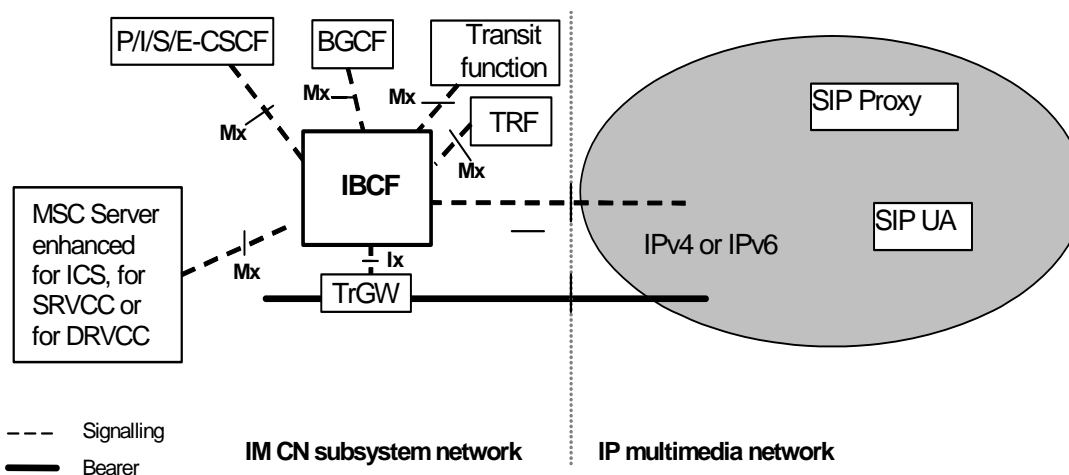 P/I/S/E-CSCF
BGCF
Transit
function
TRF
Mx
Mx
Mx
Mx
IBCF
SIP Proxy
SIP UA
MSC Server
enhanced
for ICS, for
SRVCC or
for DRVCC
Mx
Ix
TrGW
IPv4 or IPv6
Signalling
Bearer
IM CN subsystem network
IP multimedia network